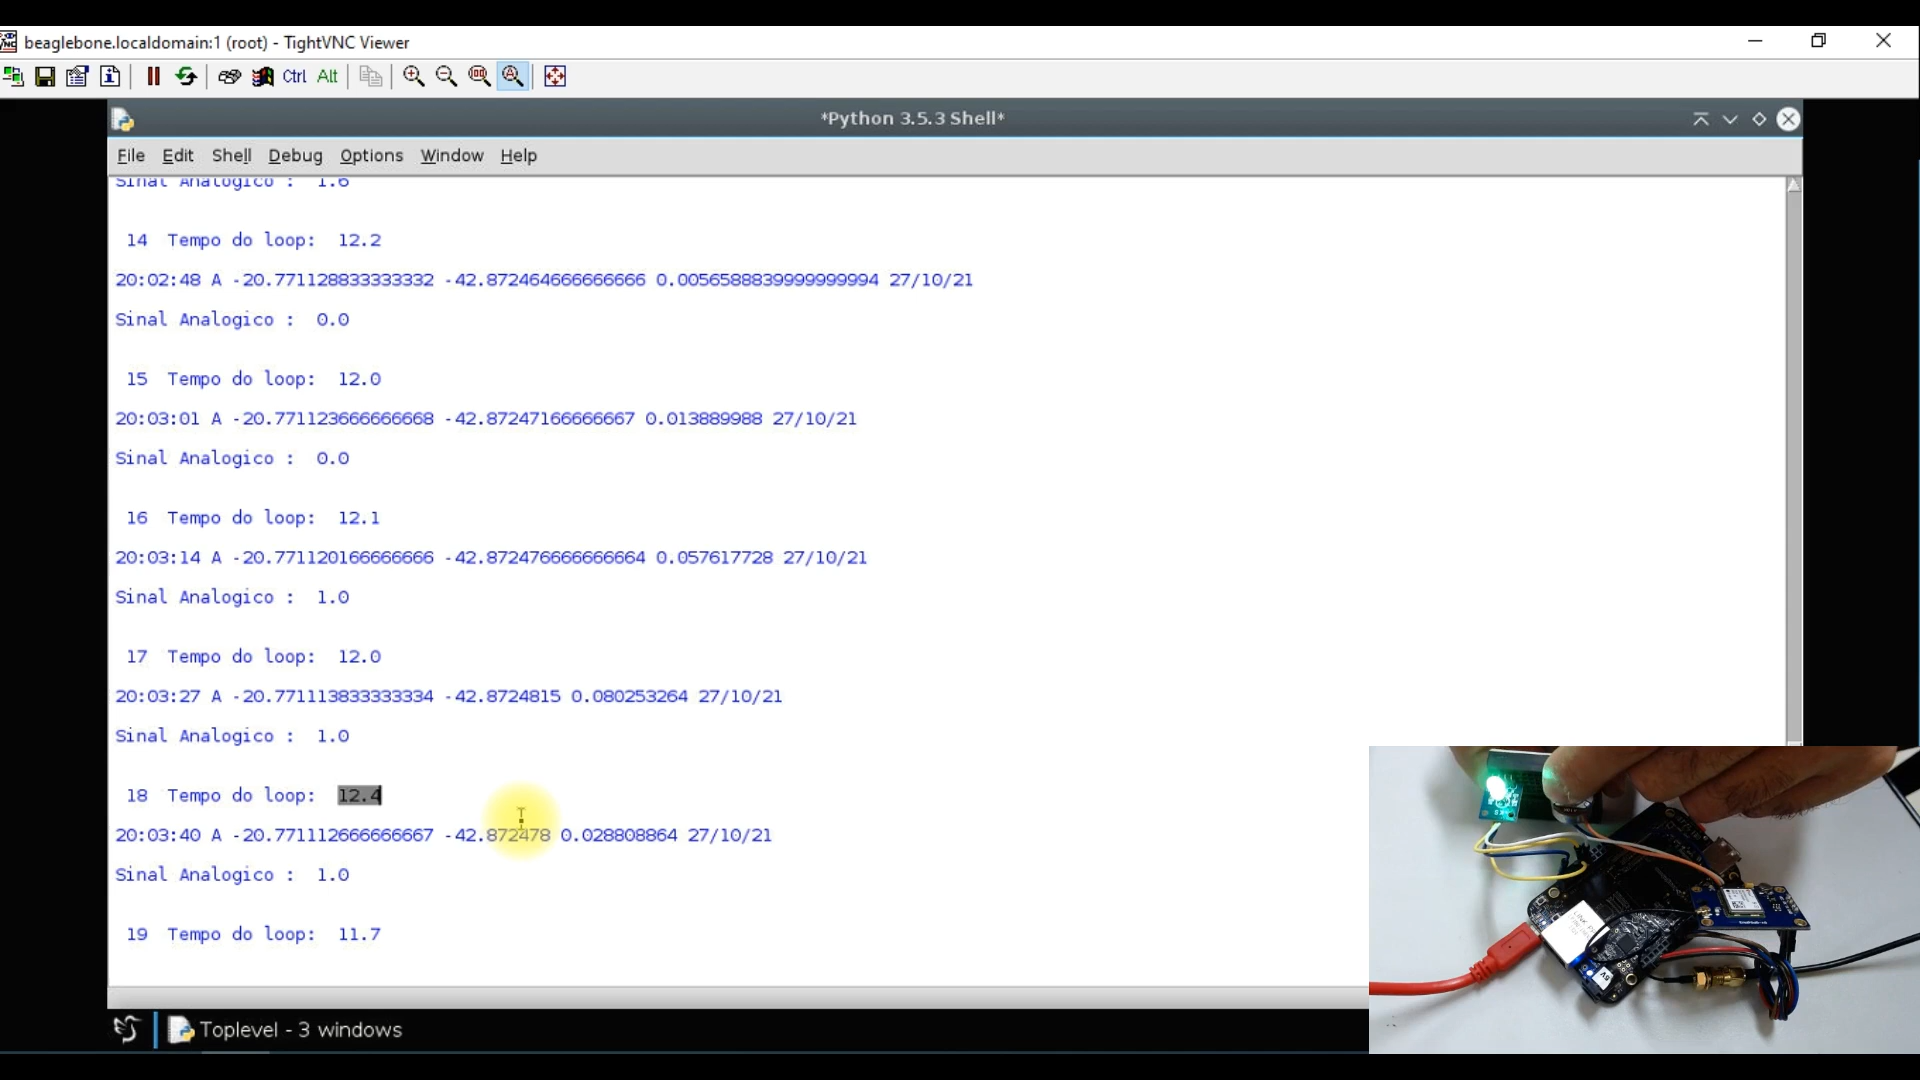 beaglebone.localdomain:1 (root) - TightVNC Viewer
Ctrl Alt
*Python 3.5.3 Shell*
File Edit Shell Debug Options Window Help
Sinal Analogico : 1.6
14 Tempo do loop: 12.2
20:02:48 A -20.771128833333332 -42.872464666666666 0.0056588839999999994 27/10/21
Sinal Analogico : 0.0
15 Tempo do loop: 12.0
20:03:01 A -20.771123666666668 -42.87247166666667 0.013889988 27/10/21
Sinal Analogico : 0.0
16 Tempo do loop: 12.1
20:03:14 A -20.771120166666666 -42.872476666666664 0.057617728 27/10/21
Sinal Analogico : 1.0
17 Tempo do loop: 12.0
20:03:27 A -20.771113833333334 -42.8724815 0.080253264 27/10/21
Sinal Analogico : 1.0
18 Tempo do loop: 12.4
20:03:40 A -20.771112666666667 -42.872478 0.028808864 27/10/21
Sinal Analogico : 1.0
19 Tempo do loop: 11.7
Toplevel - 3 windows